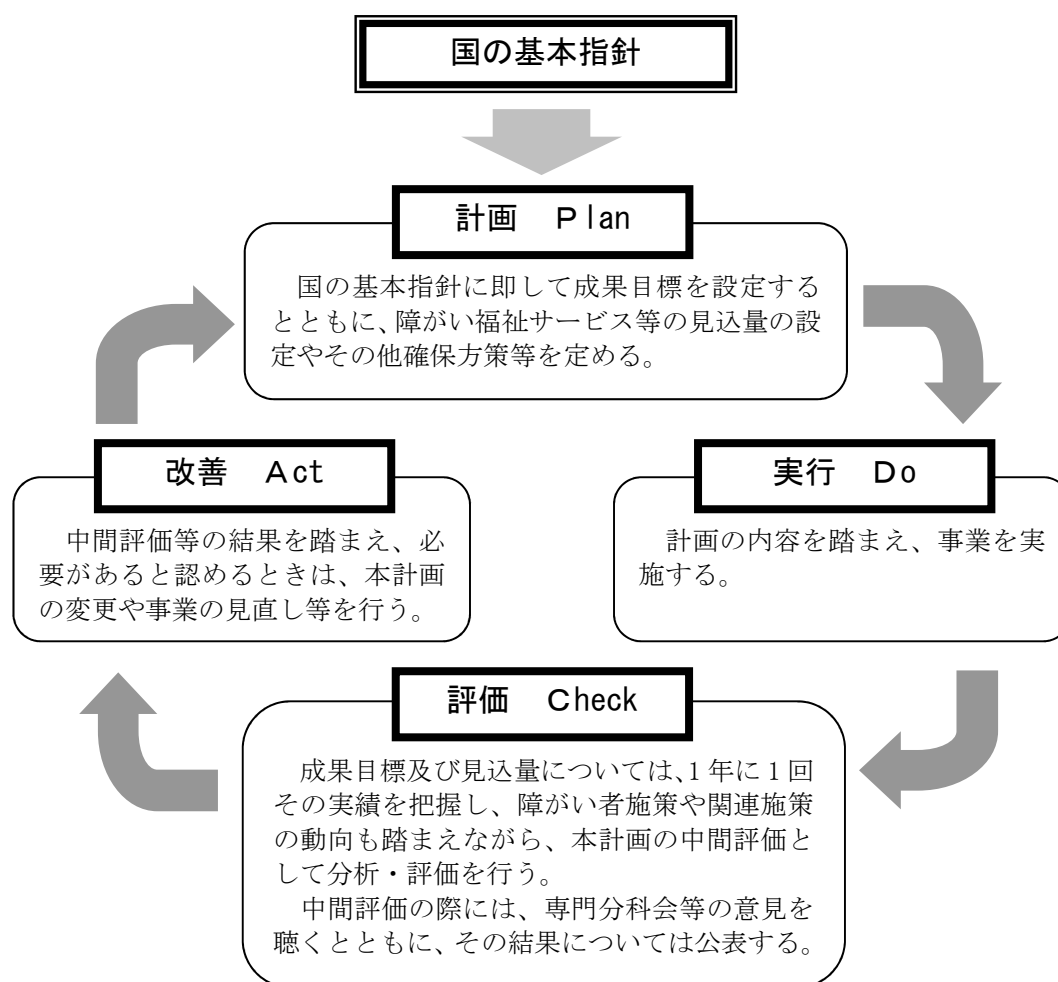 国の基本指針
計画　Ｐlan
国の基本指針に即して成果目標を設定する
とともに、障がい福祉サービス等の見込量の設
定やその他確保方策等を定める。
改善　Ａct
中間評価等の結果を踏まえ、必
要があると認めるときは、本計画
の変更や事業の見直し等を行う。
実行　Ｄo
計画の内容を踏まえ、事業を実
施する。
評価　Ｃheck
成果目標及び見込量については、1 年に 1 回
その実績を把握し、障がい者施策や関連施策
の動向も踏まえながら、本計画の中間評価と
して分析・評価を行う。
中間評価の際には、専門分科会等の意見を
聴くとともに、その結果については公表する。